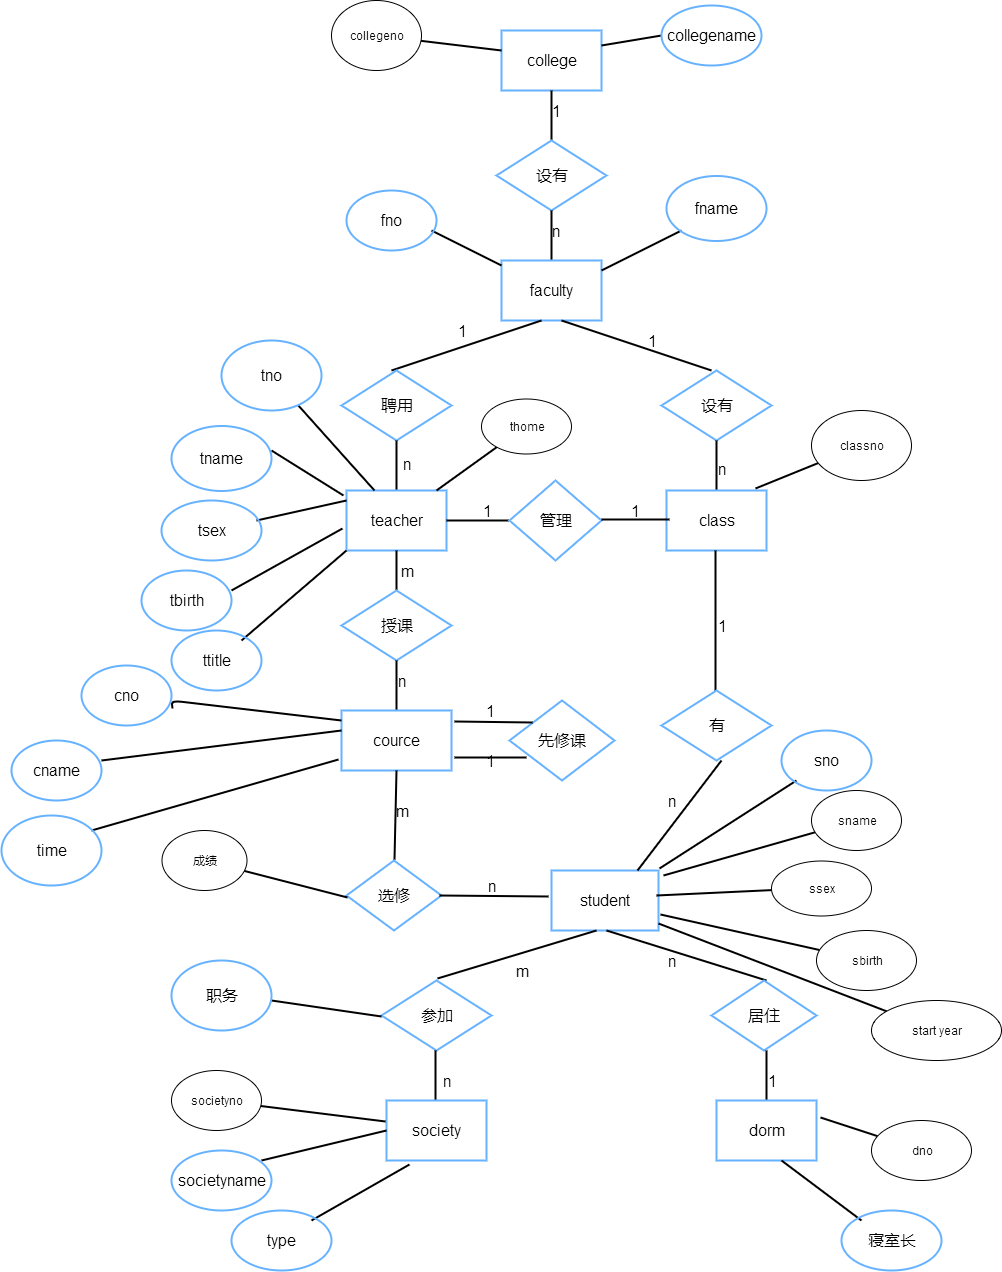 collegeno
collegename
college
1
设有
n
fno
fname
faculty
1
1
tno
聘用
设有
thome
classno
tname
n
n
teacher
1
管理
1
class
tsex
m
tbirth
授课
1
ttitle
n
cno
1
cource
先修课
有
1
cname
sno
n
m
sname
time
成绩
选修
n
student
ssex
sbirth
m
n
职务
参加
居住
start year
n
1
societyno
society
dorm
dno
societyname
type
寝室长